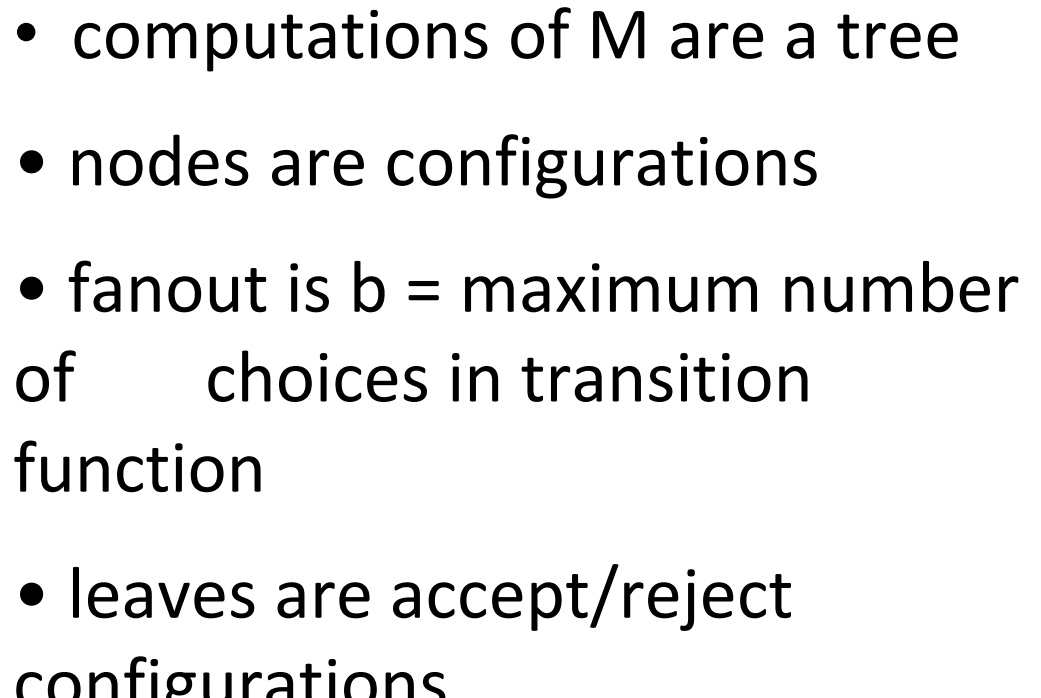 • computations of M are a tree
• nodes are configurations
• fanout is b = maximum number
of choices in transition
function
• leaves are accept/reject
configurations